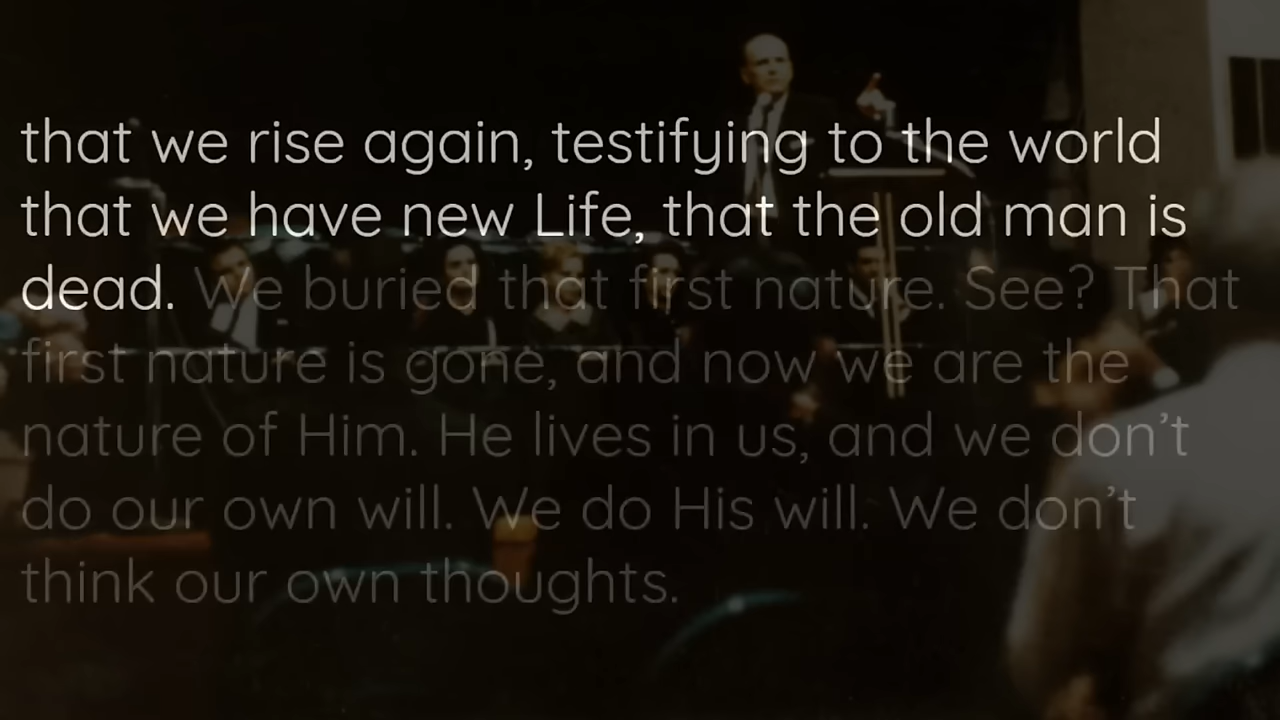 that we rise again, testifying to the world
that we have new Life, that the old man is
dead. We buried that first nature. See? That
first nature is gone, and now we are the
nature of Him. He lives in us, and we don’t
do our own will. We do His will. We don’t
think our own thoughts.